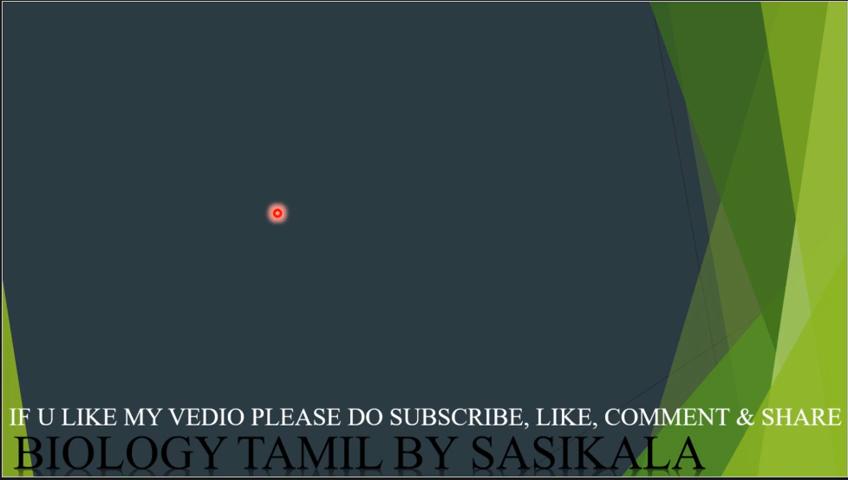 IF U LIKE MY VEDIO PLEASE DO SUBSCRIBE, LIKE, COMMENT & SHARE
BIOLOGY TAMIL BY SASIKALA